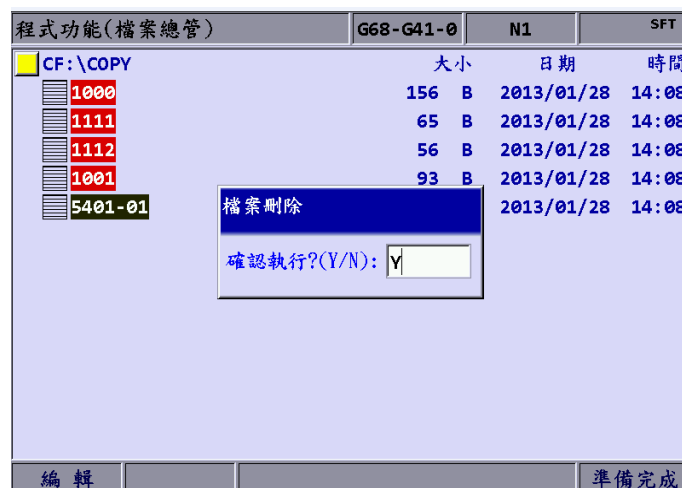 程式功能(檔案總管) G68-G41-0 N1 SFT
CF:\COPY 大小 日期 時間
1000 156 B 2013/01/28 14:08
1111 65 B 2013/01/28 14:08
1112 56 B 2013/01/28 14:08
1001 93 B 2013/01/28 14:08
5401-01 2013/01/28 14:08
檔案刪除
確認執行?(Y/N): Y
編輯 準備完成